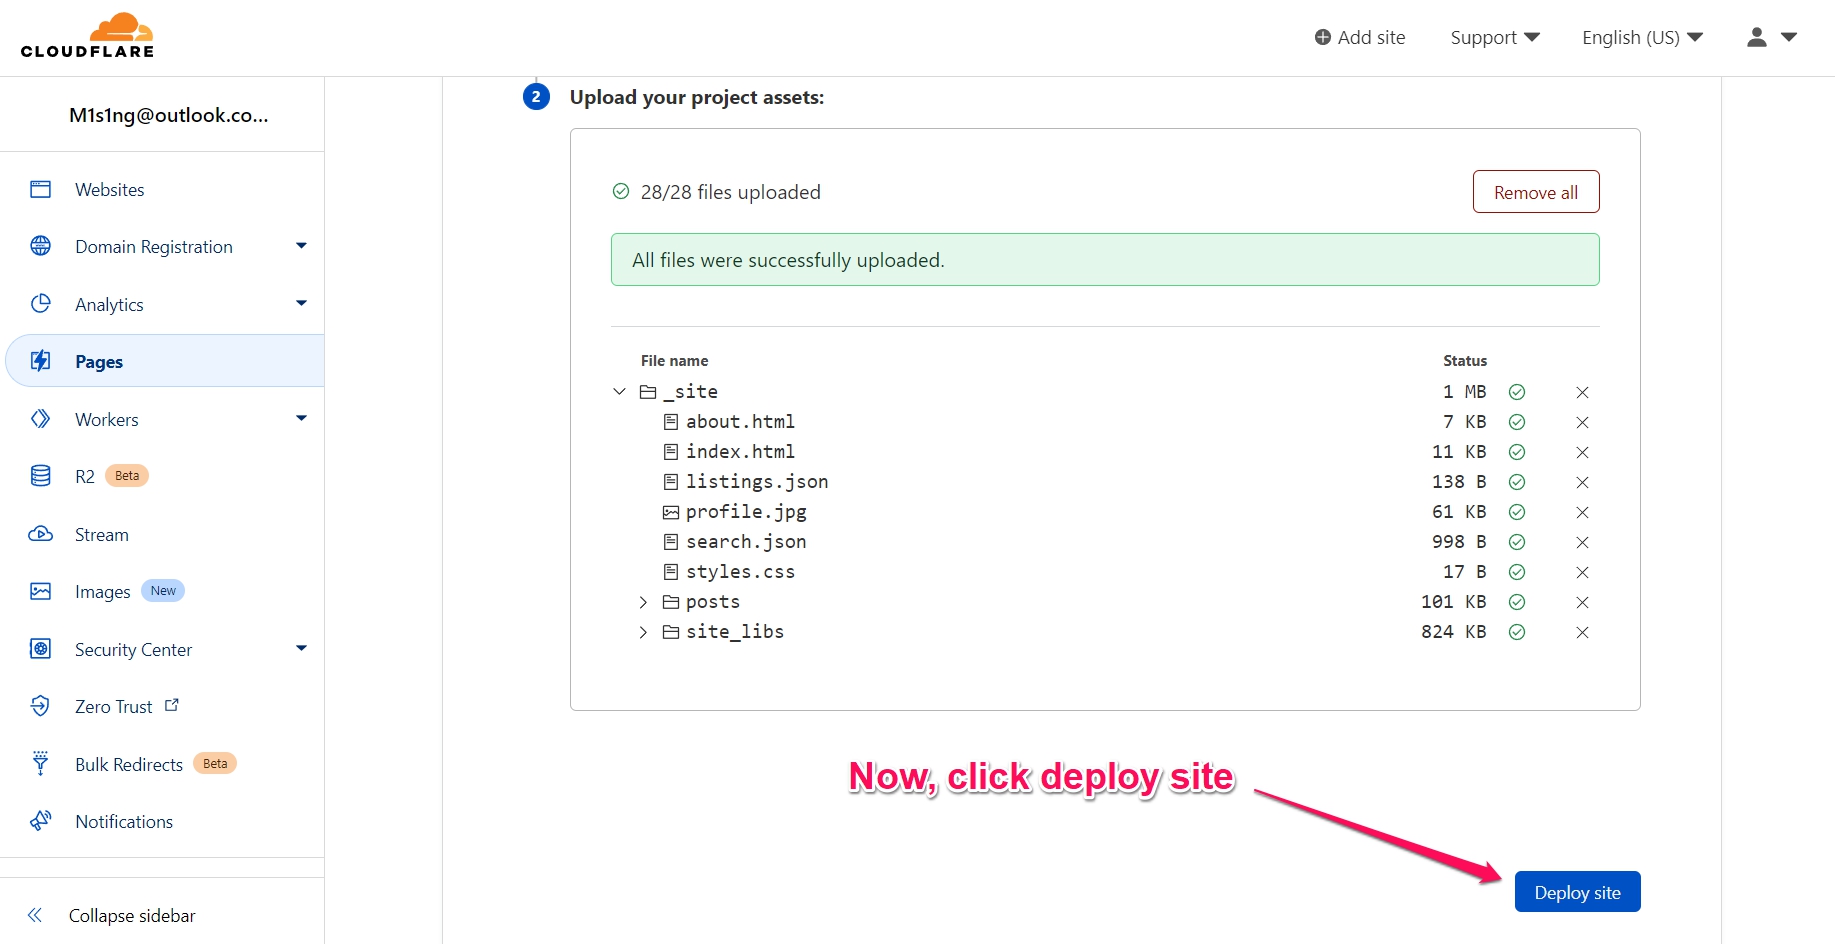 CLOUDFLARE
Add site
Support
English (US)
M1s1ng@outlook.co...
Websites
Domain Registration
Analytics
Pages
Workers
R2 Beta
Stream
Images New
Security Center
Zero Trust
Bulk Redirects Beta
Notifications
Collapse sidebar
2 Upload your project assets:
28/28 files uploaded
Remove all
All files were successfully uploaded.
File name Status
_site 1 MB
about.html 7 KB
index.html 11 KB
listings.json 138 B
profile.jpg 61 KB
search.json 998 B
styles.css 17 B
posts 101 KB
site_libs 824 KB
Now, click deploy site
Deploy site